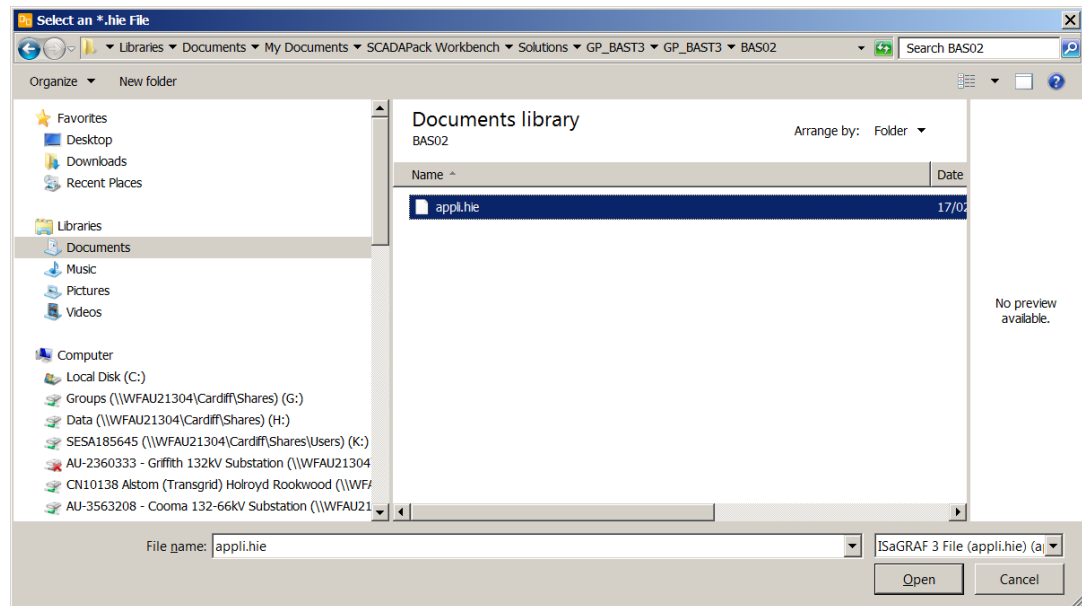 Select an *.hie File
Libraries Documents My Documents SCADAPack Workbench Solutions GP_BAST3 GP_BAST3 BAS02 Search BAS02
Organize New folder
Favorites
Desktop
Downloads
Recent Places
Libraries
Documents
Music
Pictures
Videos
Computer
Local Disk (C:)
Groups (\\WFAU21304\Cardiff\Shares) (G:)
Data (\\WFAU21304\Cardiff\Shares) (H:)
SESA185645 (\\WFAU21304\Cardiff\Shares\Users) (K:)
AU-2360333 - Griffith 132kV Substation (\\WFAU21304
CN10138 Alstom (Transgrid) Holroyd Rookwood (\\WFA
AU-3563208 - Cooma 132-66kV Substation (\\WFAU21
Documents library
BAS02
Arrange by: Folder
Name Date
appli.hie 17/02
No preview
available.
File name: appli.hie ISaGRAF 3 File (appli.hie) (a
Open Cancel